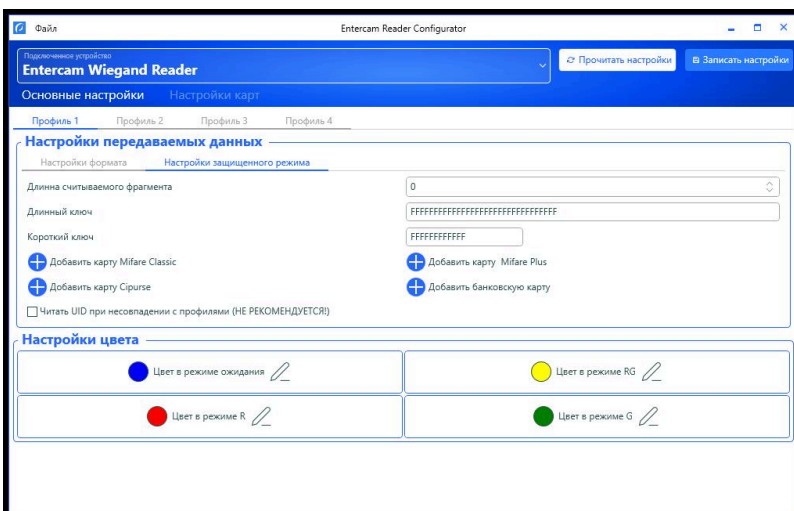 Файл
Entercam Reader Configurator
Подключенное устройство
Entercam Wiegand Reader
Прочитать настройки
Записать настройки
Основные настройки Настройки карт
Профиль 1 Профиль 2 Профиль 3 Профиль 4
Настройки передаваемых данных
Настройки формата Настройки защищенного режима
Длинна считываемого фрагмента 0
Длинный ключ FFFFFFFFFFFFFFFFFFFFFFFFFFFFFFFF
Короткий ключ FFFFFFFFFFFF
Добавить карту Mifare Classic Добавить карту Mifare Plus
Добавить карту Cipurse Добавить банковскую карту
Читать UID при несовпадении с профилями (НЕ РЕКОМЕНДУЕТСЯ!)
Настройки цвета
Цвет в режиме ожидания Цвет в режиме RG
Цвет в режиме R Цвет в режиме G